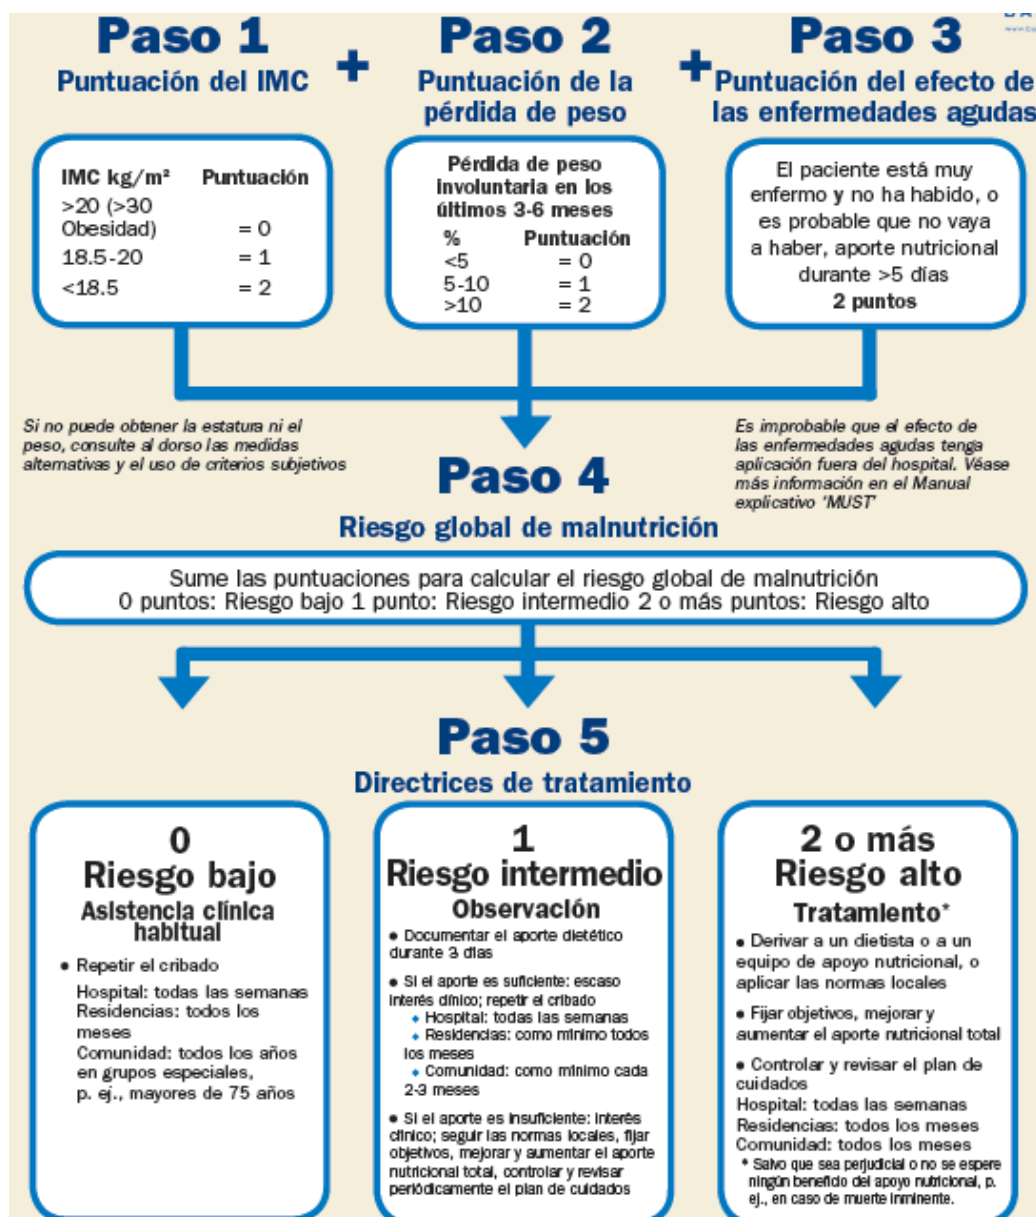 Paso 1
Puntuación del IMC
+
Paso 2
Puntuación de la
pérdida de peso
+
Paso 3
Puntuación del efecto de
las enfermedades agudas
IMC kg/m² Puntuación
>20 (>30
Obesidad) = 0
18.5-20 = 1
<18.5 = 2
Pérdida de peso
involuntaria en los
últimos 3-6 meses
% Puntuación
<5 = 0
5-10 = 1
>10 = 2
El paciente está muy
enfermo y no ha habido, o
es probable que no vaya
a haber, aporte nutricional
durante >5 días
2 puntos
Si no puede obtener la estatura ni el
peso, consulte al dorso las medidas
alternativas y el uso de criterios subjetivos
Es improbable que el efecto de
las enfermedades agudas tenga
aplicación fuera del hospital. Véase
más información en el Manual
explicativo 'MUST'
Paso 4
Riesgo global de malnutrición
Sume las puntuaciones para calcular el riesgo global de malnutrición
0 puntos: Riesgo bajo 1 punto: Riesgo intermedio 2 o más puntos: Riesgo alto
Paso 5
Directrices de tratamiento
0
Riesgo bajo
Asistencia clínica
habitual
• Repetir el cribado
Hospital: todas las semanas
Residencias: todos los
meses
Comunidad: todos los años
en grupos especiales,
p. ej., mayores de 75 años
1
Riesgo intermedio
Observación
• Documentar el aporte dietético
durante 3 días
• Si el aporte es suficiente: escaso
interés clínico; repetir el cribado
• Hospital: todas las semanas
• Residencias: como mínimo todos
los meses
• Comunidad: como mínimo cada
2-3 meses
• Si el aporte es insuficiente: interés
clínico; seguir las normas locales, fijar
objetivos, mejorar y aumentar el aporte
nutricional total, controlar y revisar
periódicamente el plan de cuidados
2 o más
Riesgo alto
Tratamiento*
• Derivar a un dietista o a un
equipo de apoyo nutricional, o
aplicar las normas locales
• Fijar objetivos, mejorar y
aumentar el aporte nutricional total
• Controlar y revisar el plan de
cuidados
Hospital: todas las semanas
Residencias: todos los meses
Comunidad: todos los meses
* Salvo que sea perjudicial o no se espere
ningún beneficio del apoyo nutricional, p.
ej., en caso de muerte inminente.